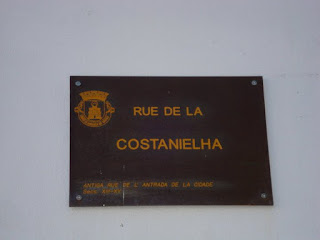 RUE DE LA
COSTANIELHA
ANTIGA RUE DE L' ANTRADA DE LA CIDADE